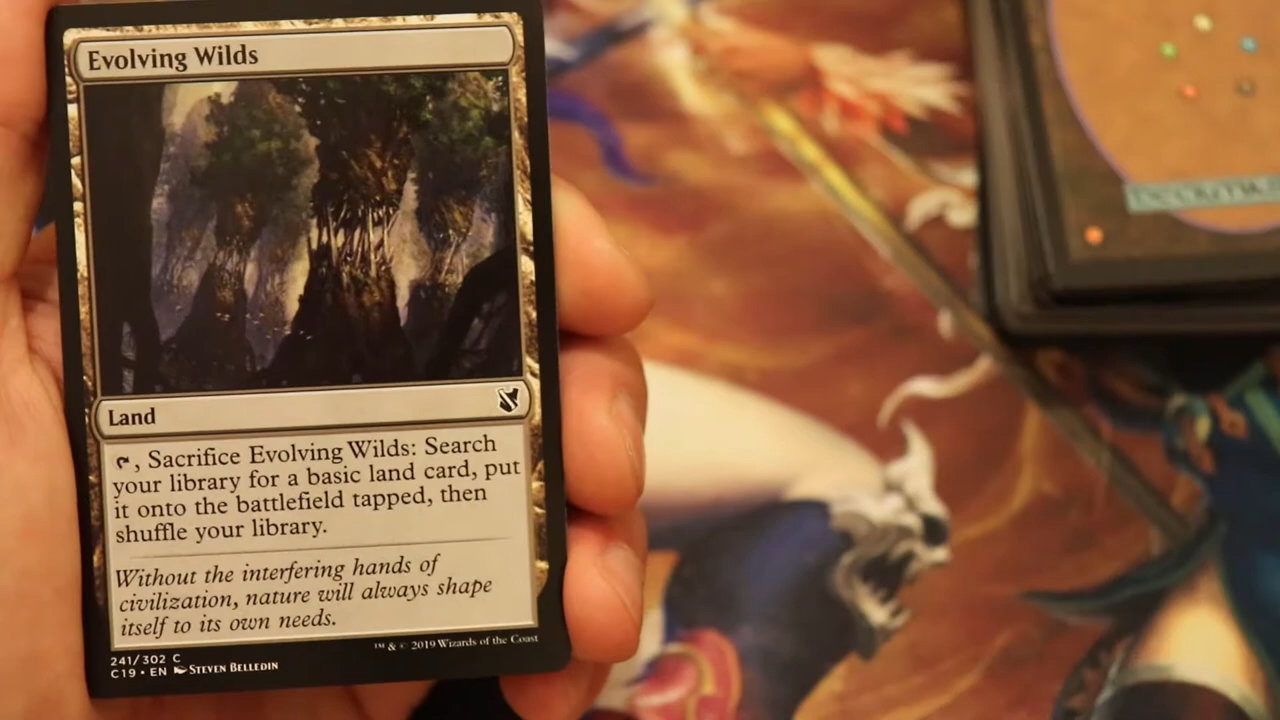 Evolving Wilds
Land
, Sacrifice Evolving Wilds: Search
your library for a basic land card, put
it onto the battlefield tapped, then
shuffle your library.
Without the interfering hands of
civilization, nature will always shape
itself to its own needs.
241/302 C
™ & © 2019 Wizards of the Coast
C19 • EN Steven Belledin